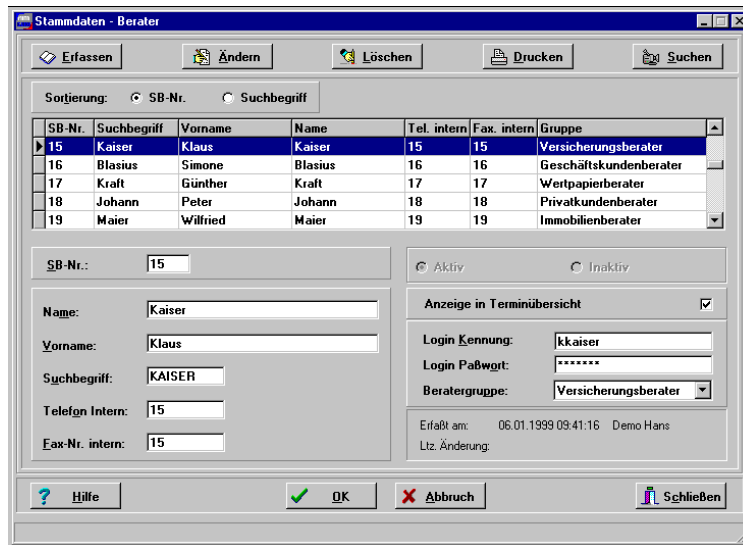 Stammdaten - Berater
Erfassen Ändern Löschen Drucken Suchen
Sortierung: SB-Nr. Suchbegriff
SB-Nr. Suchbegriff Vorname Name Tel. intern Fax. intern Gruppe
15 Kaiser Klaus Kaiser 15 15 Versicherungsberater
16 Blasius Simone Blasius 16 16 Geschäftskundenberater
17 Kraft Günther Kraft 17 17 Wertpapierberater
18 Johann Peter Johann 18 18 Privatkundenberater
19 Maier Wilfried Maier 19 19 Immobilienberater
SB-Nr.: 15
Aktiv Inaktiv
Name: Kaiser
Vorname: Klaus
Suchbegriff: KAISER
Telefon Intern: 15
Fax-Nr. intern: 15
Anzeige in Terminübersicht
Login Kennung: kkaiser
Login Paßwort: *******
Beratergruppe: Versicherungsberater
Erfaßt am: 06.01.1999 09:41:16 Demo Hans
Ltz. Änderung:
? Hilfe OK Abbruch Schließen